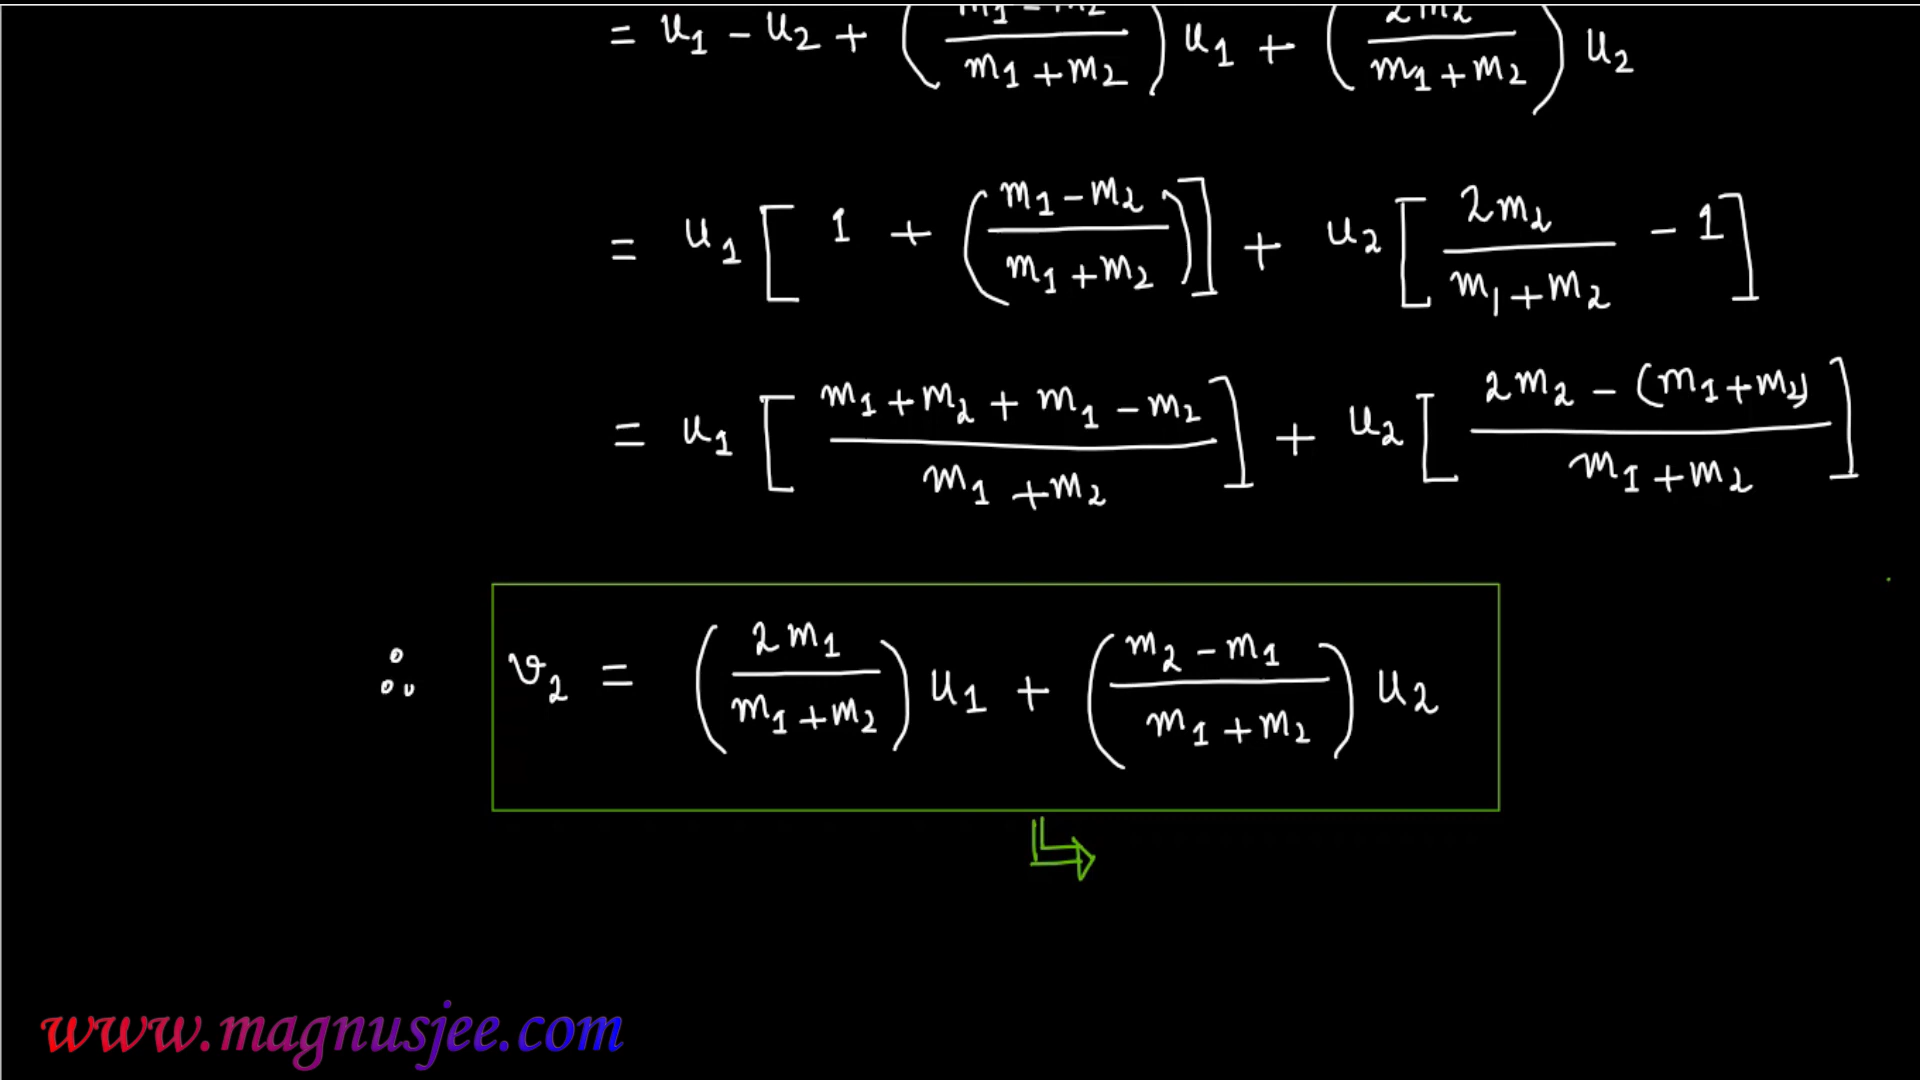 = u₁ - u₂ + ((m₁ - m₂)/(m₁ + m₂)) u₁ + (2m₂/(m₁ + m₂)) u₂
= u₁ [ 1 + ((m₁ - m₂)/(m₁ + m₂)) ] + u₂ [ 2m₂/(m₁ + m₂) - 1 ]
= u₁ [ (m₁ + m₂ + m₁ - m₂)/(m₁ + m₂) ] + u₂ [ (2m₂ - (m₁ + m₂))/(m₁ + m₂) ]
∴ v₂ = (2m₁/(m₁ + m₂)) u₁ + ((m₂ - m₁)/(m₁ + m₂)) u₂
www.magnusjee.com